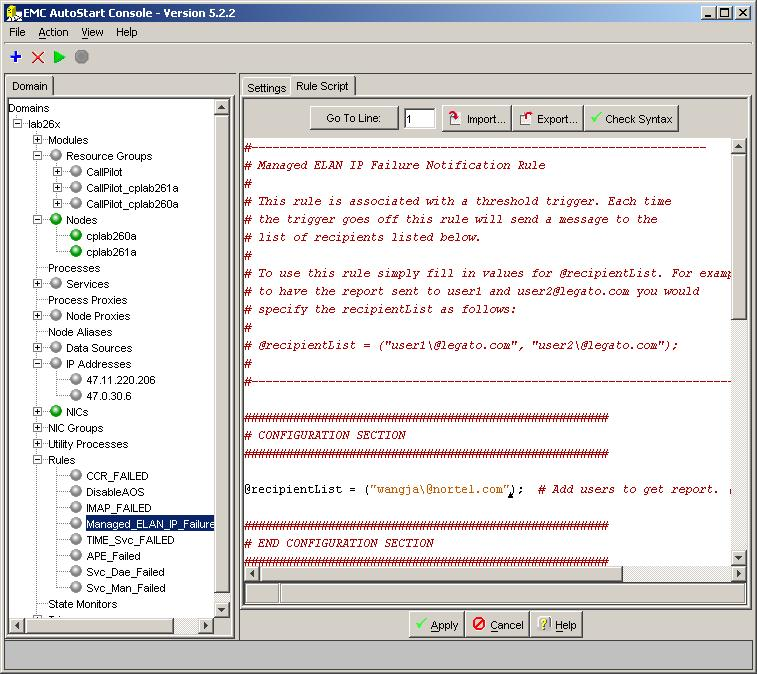 EMC AutoStart Console - Version 5.2.2
File Action View Help
Domain
Domains
lab26x
Modules
Resource Groups
CallPilot
CallPilot_cplab261a
CallPilot_cplab260a
Nodes
cplab260a
cplab261a
Processes
Services
Process Proxies
Node Proxies
Node Aliases
Data Sources
IP Addresses
47.11.220.206
47.0.30.6
NICs
NIC Groups
Utility Processes
Rules
CCR_FAILED
DisableAOS
IMAP_FAILED
Managed_ELAN_IP_Failure
TIME_Svc_FAILED
APE_Failed
Svc_Dae_Failed
Svc_Man_Failed
State Monitors
Settings Rule Script
Go To Line: 1 Import... Export... Check Syntax
#----------------------------------------------------------------
# Managed ELAN IP Failure Notification Rule
#
# This rule is associated with a threshold trigger. Each time
# the trigger goes off this rule will send a message to the
# list of recipients listed below.
#
# To use this rule simply fill in values for @recipientList. For examp
# to have the report sent to user1 and user2@legato.com you would
# specify the recipientList as follows:
#
# @recipientList = ("user1\@legato.com", "user2\@legato.com");
#
#-------------------------------------------------------------------
###################################################
# CONFIGURATION SECTION
###################################################
@recipientList = ("wangja\@nortel.com"); # Add users to get report.
###################################################
# END CONFIGURATION SECTION
###################################################
Apply Cancel Help